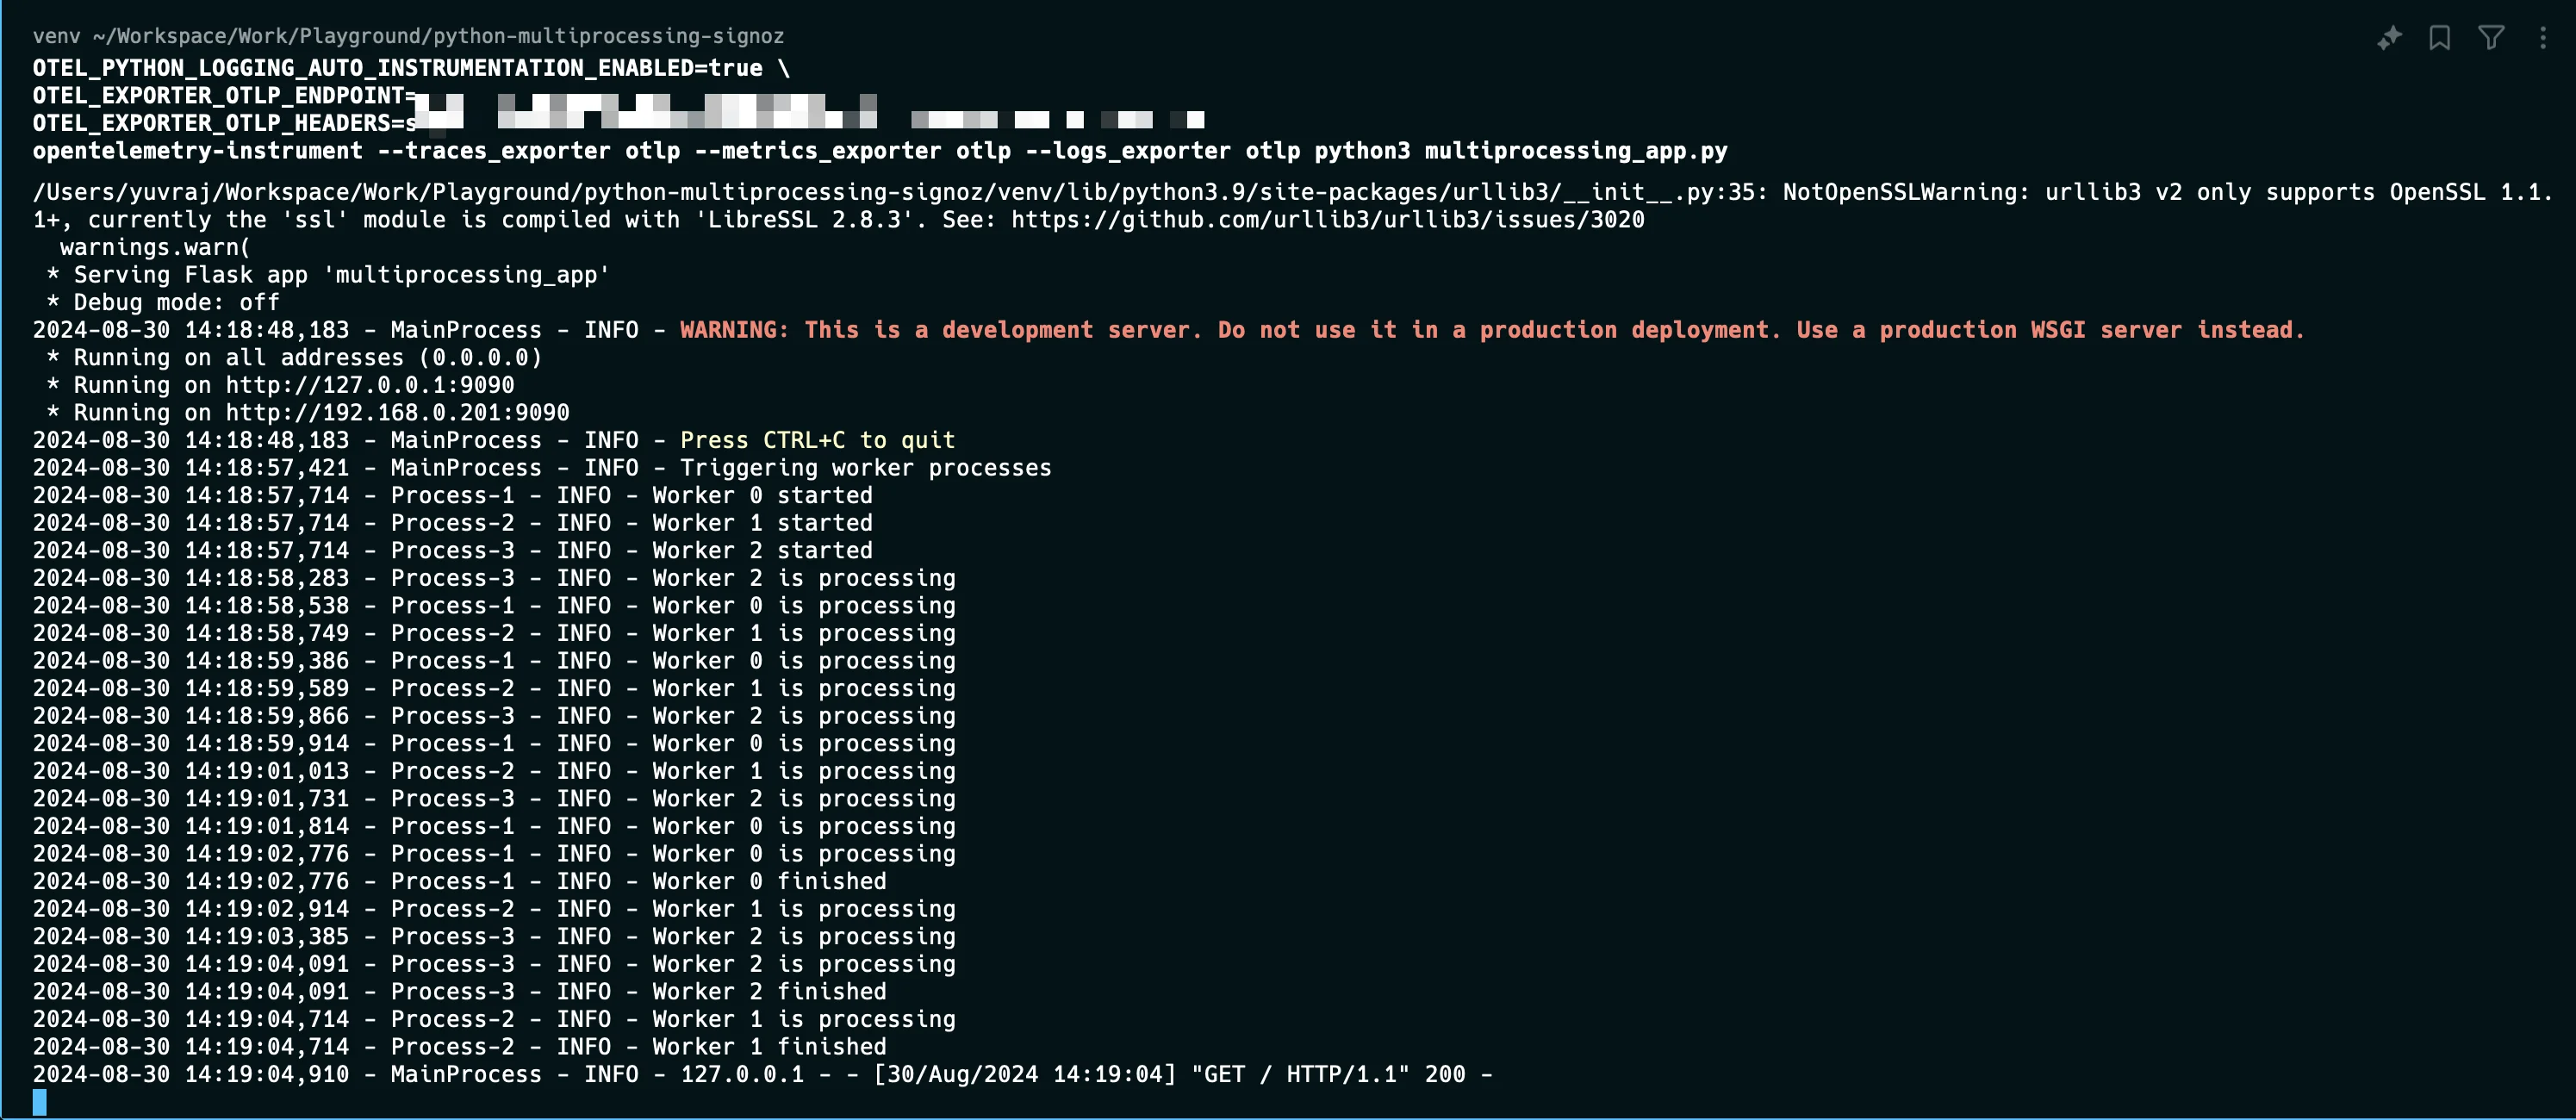 venv ~/Workspace/Work/Playground/python-multiprocessing-signoz
OTEL_PYTHON_LOGGING_AUTO_INSTRUMENTATION_ENABLED=true \
OTEL_EXPORTER_OTLP_ENDPOINT=
OTEL_EXPORTER_OTLP_HEADERS=s
opentelemetry-instrument --traces_exporter otlp --metrics_exporter otlp --logs_exporter otlp python3 multiprocessing_app.py
/Users/yuvraj/Workspace/Work/Playground/python-multiprocessing-signoz/venv/lib/python3.9/site-packages/urllib3/__init__.py:35: NotOpenSSLWarning: urllib3 v2 only supports OpenSSL 1.1.
1+, currently the 'ssl' module is compiled with 'LibreSSL 2.8.3'. See: https://github.com/urllib3/urllib3/issues/3020
  warnings.warn(
 * Serving Flask app 'multiprocessing_app'
 * Debug mode: off
2024-08-30 14:18:48,183 - MainProcess - INFO - WARNING: This is a development server. Do not use it in a production deployment. Use a production WSGI server instead.
 * Running on all addresses (0.0.0.0)
 * Running on http://127.0.0.1:9090
 * Running on http://192.168.0.201:9090
2024-08-30 14:18:48,183 - MainProcess - INFO - Press CTRL+C to quit
2024-08-30 14:18:57,421 - MainProcess - INFO - Triggering worker processes
2024-08-30 14:18:57,714 - Process-1 - INFO - Worker 0 started
2024-08-30 14:18:57,714 - Process-2 - INFO - Worker 1 started
2024-08-30 14:18:57,714 - Process-3 - INFO - Worker 2 started
2024-08-30 14:18:58,283 - Process-3 - INFO - Worker 2 is processing
2024-08-30 14:18:58,538 - Process-1 - INFO - Worker 0 is processing
2024-08-30 14:18:58,749 - Process-2 - INFO - Worker 1 is processing
2024-08-30 14:18:59,386 - Process-1 - INFO - Worker 0 is processing
2024-08-30 14:18:59,589 - Process-2 - INFO - Worker 1 is processing
2024-08-30 14:18:59,866 - Process-3 - INFO - Worker 2 is processing
2024-08-30 14:18:59,914 - Process-1 - INFO - Worker 0 is processing
2024-08-30 14:19:01,013 - Process-2 - INFO - Worker 1 is processing
2024-08-30 14:19:01,731 - Process-3 - INFO - Worker 2 is processing
2024-08-30 14:19:01,814 - Process-1 - INFO - Worker 0 is processing
2024-08-30 14:19:02,776 - Process-1 - INFO - Worker 0 is processing
2024-08-30 14:19:02,776 - Process-1 - INFO - Worker 0 finished
2024-08-30 14:19:02,914 - Process-2 - INFO - Worker 1 is processing
2024-08-30 14:19:03,385 - Process-3 - INFO - Worker 2 is processing
2024-08-30 14:19:04,091 - Process-3 - INFO - Worker 2 is processing
2024-08-30 14:19:04,091 - Process-3 - INFO - Worker 2 finished
2024-08-30 14:19:04,714 - Process-2 - INFO - Worker 1 is processing
2024-08-30 14:19:04,714 - Process-2 - INFO - Worker 1 finished
2024-08-30 14:19:04,910 - MainProcess - INFO - 127.0.0.1 - - [30/Aug/2024 14:19:04] "GET / HTTP/1.1" 200 -